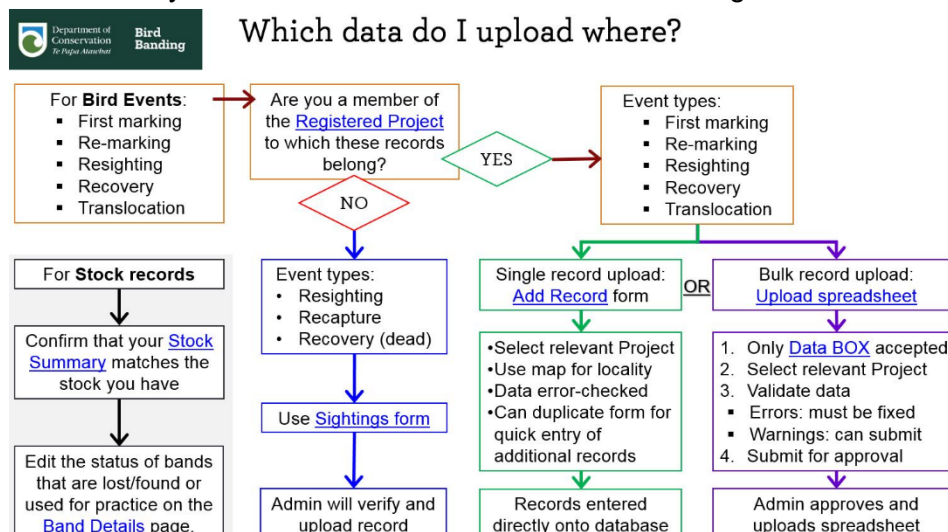 Department of
Conservation
Te Papa Atawhai
Bird
Banding
Which data do I upload where?
For Bird Events:
▪ First marking
▪ Re-marking
▪ Resighting
▪ Recovery
▪ Translocation
Are you a member of
the Registered Project
to which these records
belong?
YES
NO
Event types:
▪ First marking
▪ Re-marking
▪ Resighting
▪ Recovery
▪ Translocation
For Stock records
Confirm that your Stock
Summary matches the
stock you have
Edit the status of bands
that are lost/found or
used for practice on the
Band Details page.
Event types:
• Resighting
• Recapture
• Recovery (dead)
Use Sightings form
Admin will verify and
upload record
Single record upload:
Add Record form
•Select relevant Project
•Use map for locality
•Data error-checked
•Can duplicate form for
quick entry of
additional records
Records entered
directly onto database
OR
Bulk record upload:
Upload spreadsheet
1. Only Data BOX accepted
2. Select relevant Project
3. Validate data
▪ Errors: must be fixed
▪ Warnings: can submit
4. Submit for approval
Admin approves and
uploads spreadsheet